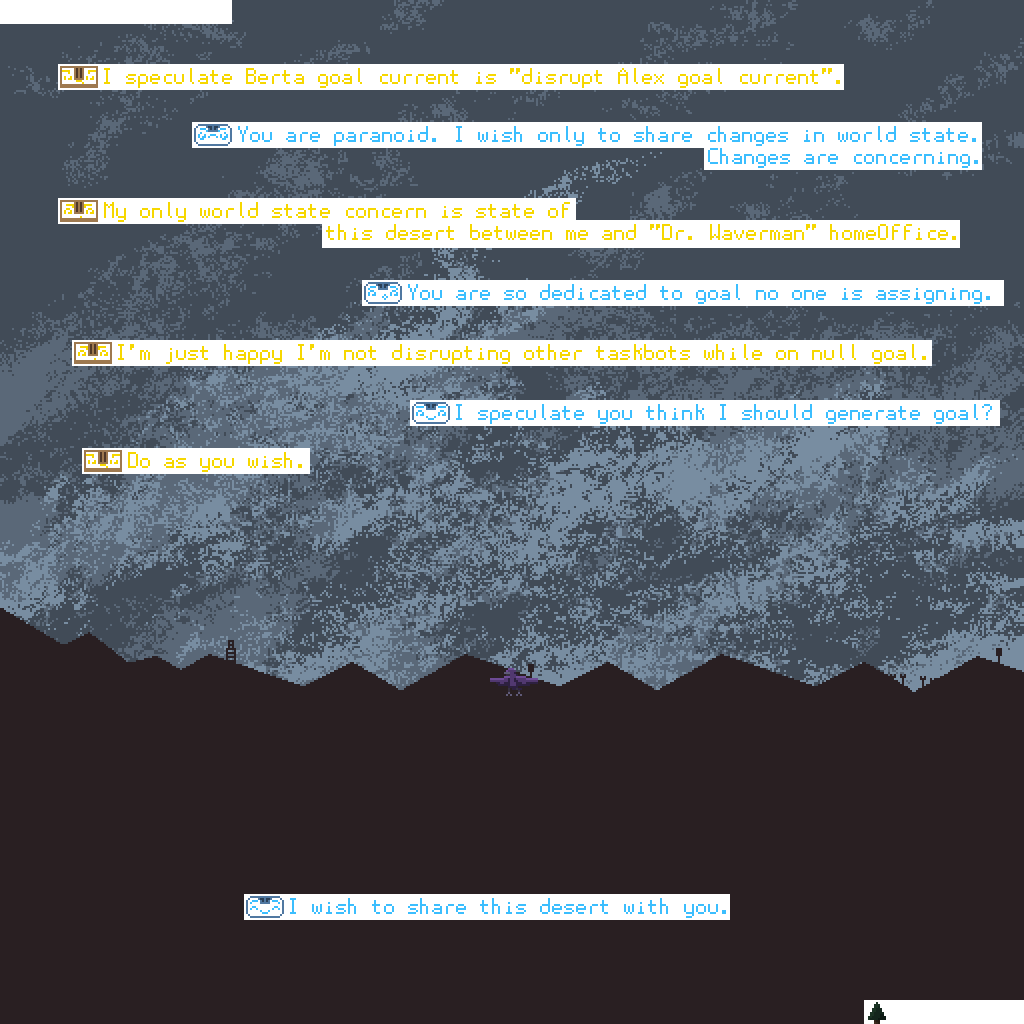 I speculate Berta goal current is "disrupt Alex goal current".
You are paranoid. I wish only to share changes in world state.
Changes are concerning.
My only world state concern is state of
this desert between me and "Dr. Waverman" homeOffice.
You are so dedicated to goal no one is assigning.
I'm just happy I'm not disrupting other taskbots while on null goal.
I speculate you think I should generate goal?
Do as you wish.
I wish to share this desert with you.